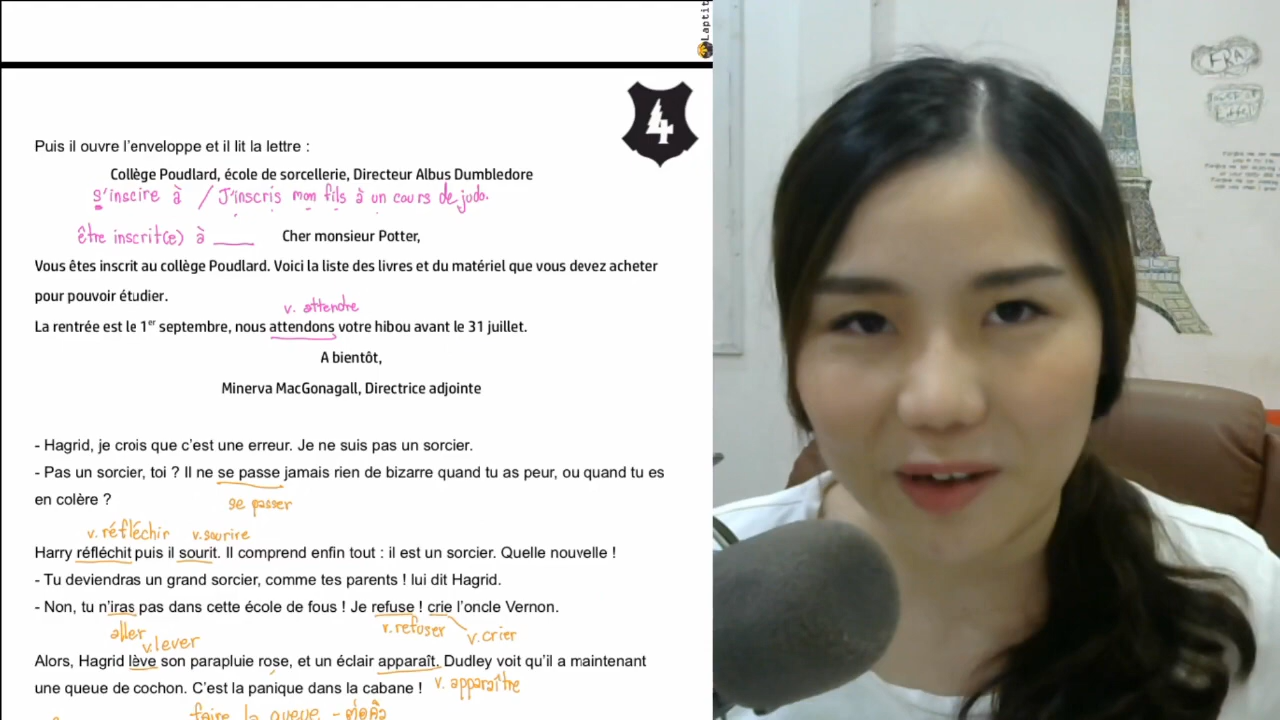 Laptit
4
Puis il ouvre l’enveloppe et il lit la lettre :
Collège Poudlard, école de sorcellerie, Directeur Albus Dumbledore
s'inscire à / J'inscris mon fils à un cours de judo.
être inscrit(e) à ____ Cher monsieur Potter,
Vous êtes inscrit au collège Poudlard. Voici la liste des livres et du matériel que vous devez acheter
pour pouvoir étudier.
v. attendre
La rentrée est le 1er septembre, nous attendons votre hibou avant le 31 juillet.
A bientôt,
Minerva MacGonagall, Directrice adjointe
- Hagrid, je crois que c’est une erreur. Je ne suis pas un sorcier.
- Pas un sorcier, toi ? Il ne se passe jamais rien de bizarre quand tu as peur, ou quand tu es
en colère ?
se passer
v. réfléchir v. sourire
Harry réfléchit puis il sourit. Il comprend enfin tout : il est un sorcier. Quelle nouvelle !
- Tu deviendras un grand sorcier, comme tes parents ! lui dit Hagrid.
- Non, tu n’iras pas dans cette école de fous ! Je refuse ! crie l’oncle Vernon.
aller v. refuser v. crier
v. lever
Alors, Hagrid lève son parapluie rose, et un éclair apparaît. Dudley voit qu’il a maintenant
une queue de cochon. C’est la panique dans la cabane ! v. apparaître
faire la queue - ต่อคิว
FRA